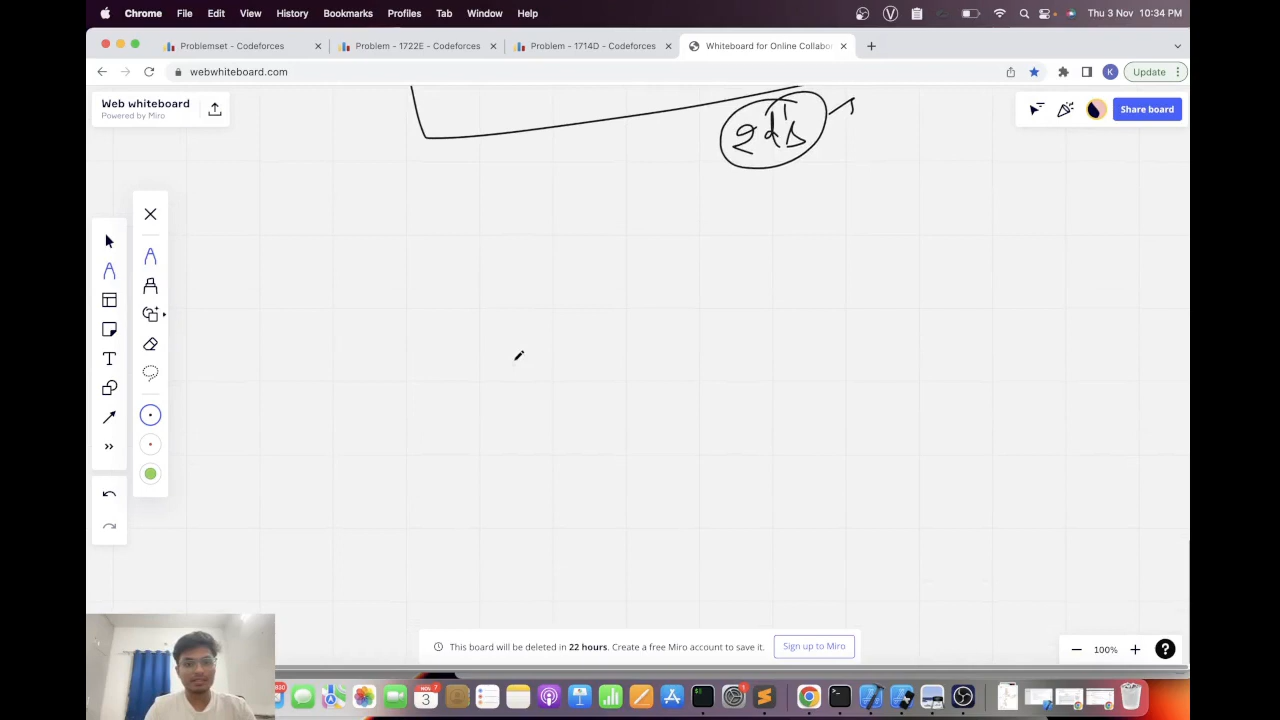 Chrome File Edit View History Bookmarks Profiles Tab Window Help Thu 3 Nov 10:34 PM
Problemset - Codeforces Problem - 1722E - Codeforces Problem - 1714D - Codeforces Whiteboard for Online Collabor
webwhiteboard.com K Update
Web whiteboard
Powered by Miro
Share board
This board will be deleted in 22 hours. Create a free Miro account to save it. Sign up to Miro
100%
NOV
3